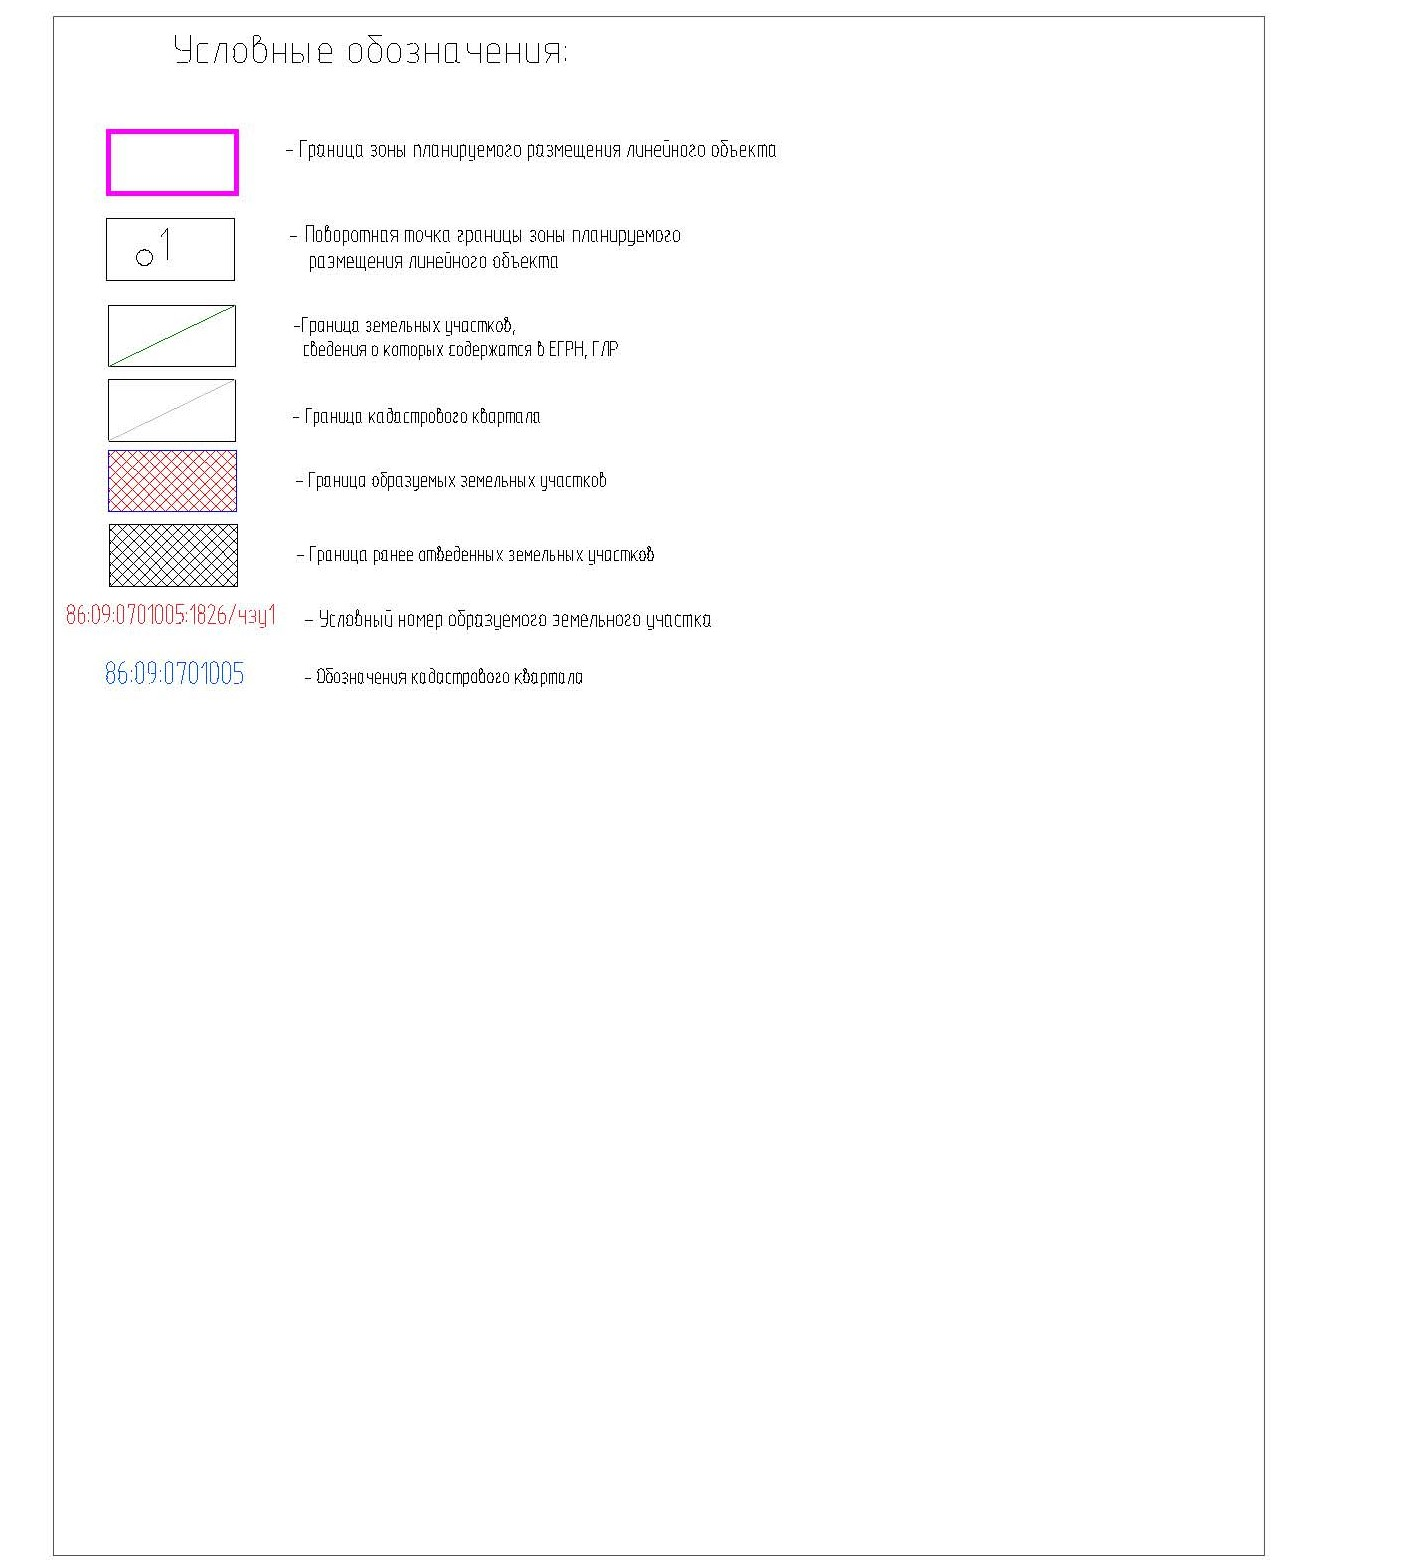 Условные обозначения:
- Граница зоны планируемого размещения линейного объекта
1
- Поворотная точка границы зоны планируемого
размещения линейного объекта
-Граница земельных участков,
сведения о которых содержатся в ЕГРН, ГЛР
- Граница кадастрового квартала
- Граница образуемых земельных участков
- Граница ранее отведенных земельных участков
86:09:0701005:1826/чзу1 - Условный номер образуемого земельного участка
86:09:0701005 - Обозначения кадастрового квартала